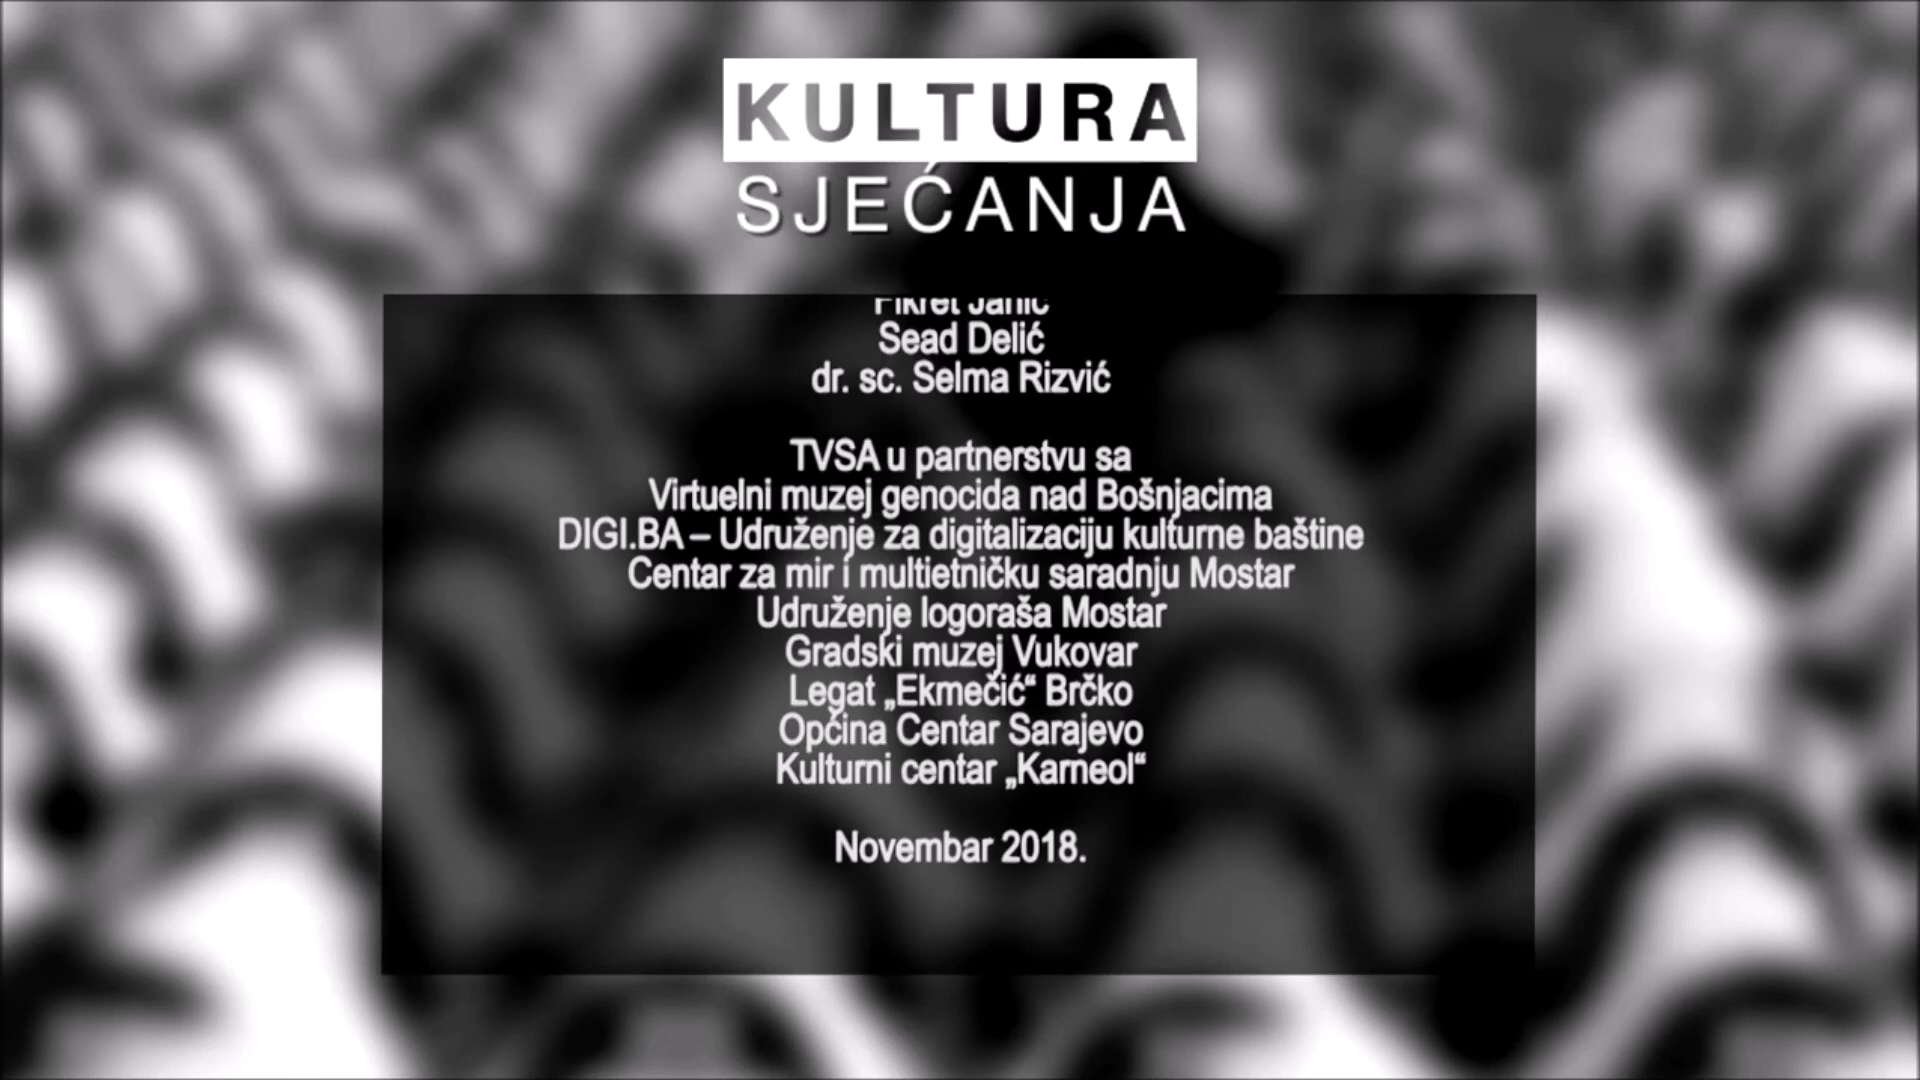 KULTURA
SJEĆANJA
Fikret
Sead Delić
dr. sc. Selma Rizvić
TVSA u partnerstvu sa
Virtuelni muzej genocida nad Bošnjacima
DIGI.BA – Udruženje za digitalizaciju kulturne baštine
Centar za mir i multietničku saradnju Mostar
Udruženje logoraša Mostar
Gradski muzej Vukovar
Legat „Ekmečić“ Brčko
Općina Centar Sarajevo
Kulturni centar „Karneol“
Novembar 2018.